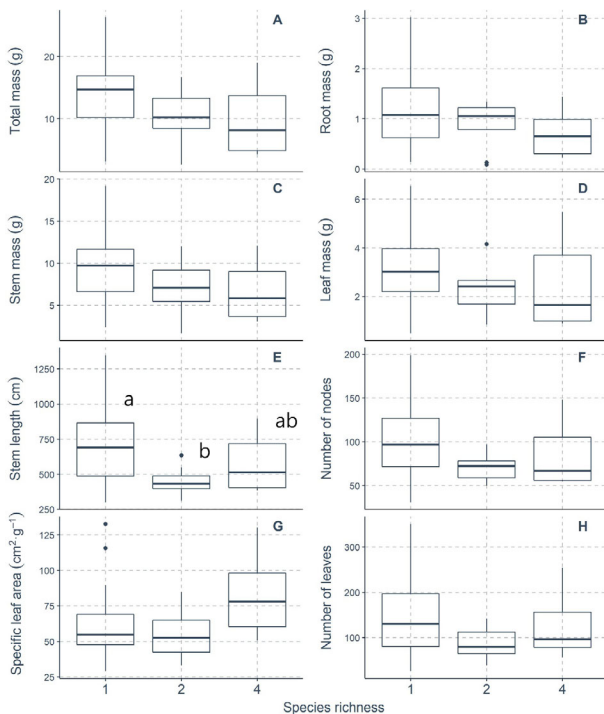 A
Total mass (g)
20
10
B
Root mass (g)
3
2
1
0
C
Stem mass (g)
20
15
10
5
D
Leaf mass (g)
6
4
2
E
Stem length (cm)
1250
1000
750
500
250
a
b
ab
F
Number of nodes
200
150
100
50
G
Specific leaf area (cm²·g⁻¹)
125
100
75
50
25
H
Number of leaves
300
200
100
1 2 4
1 2 4
Species richness